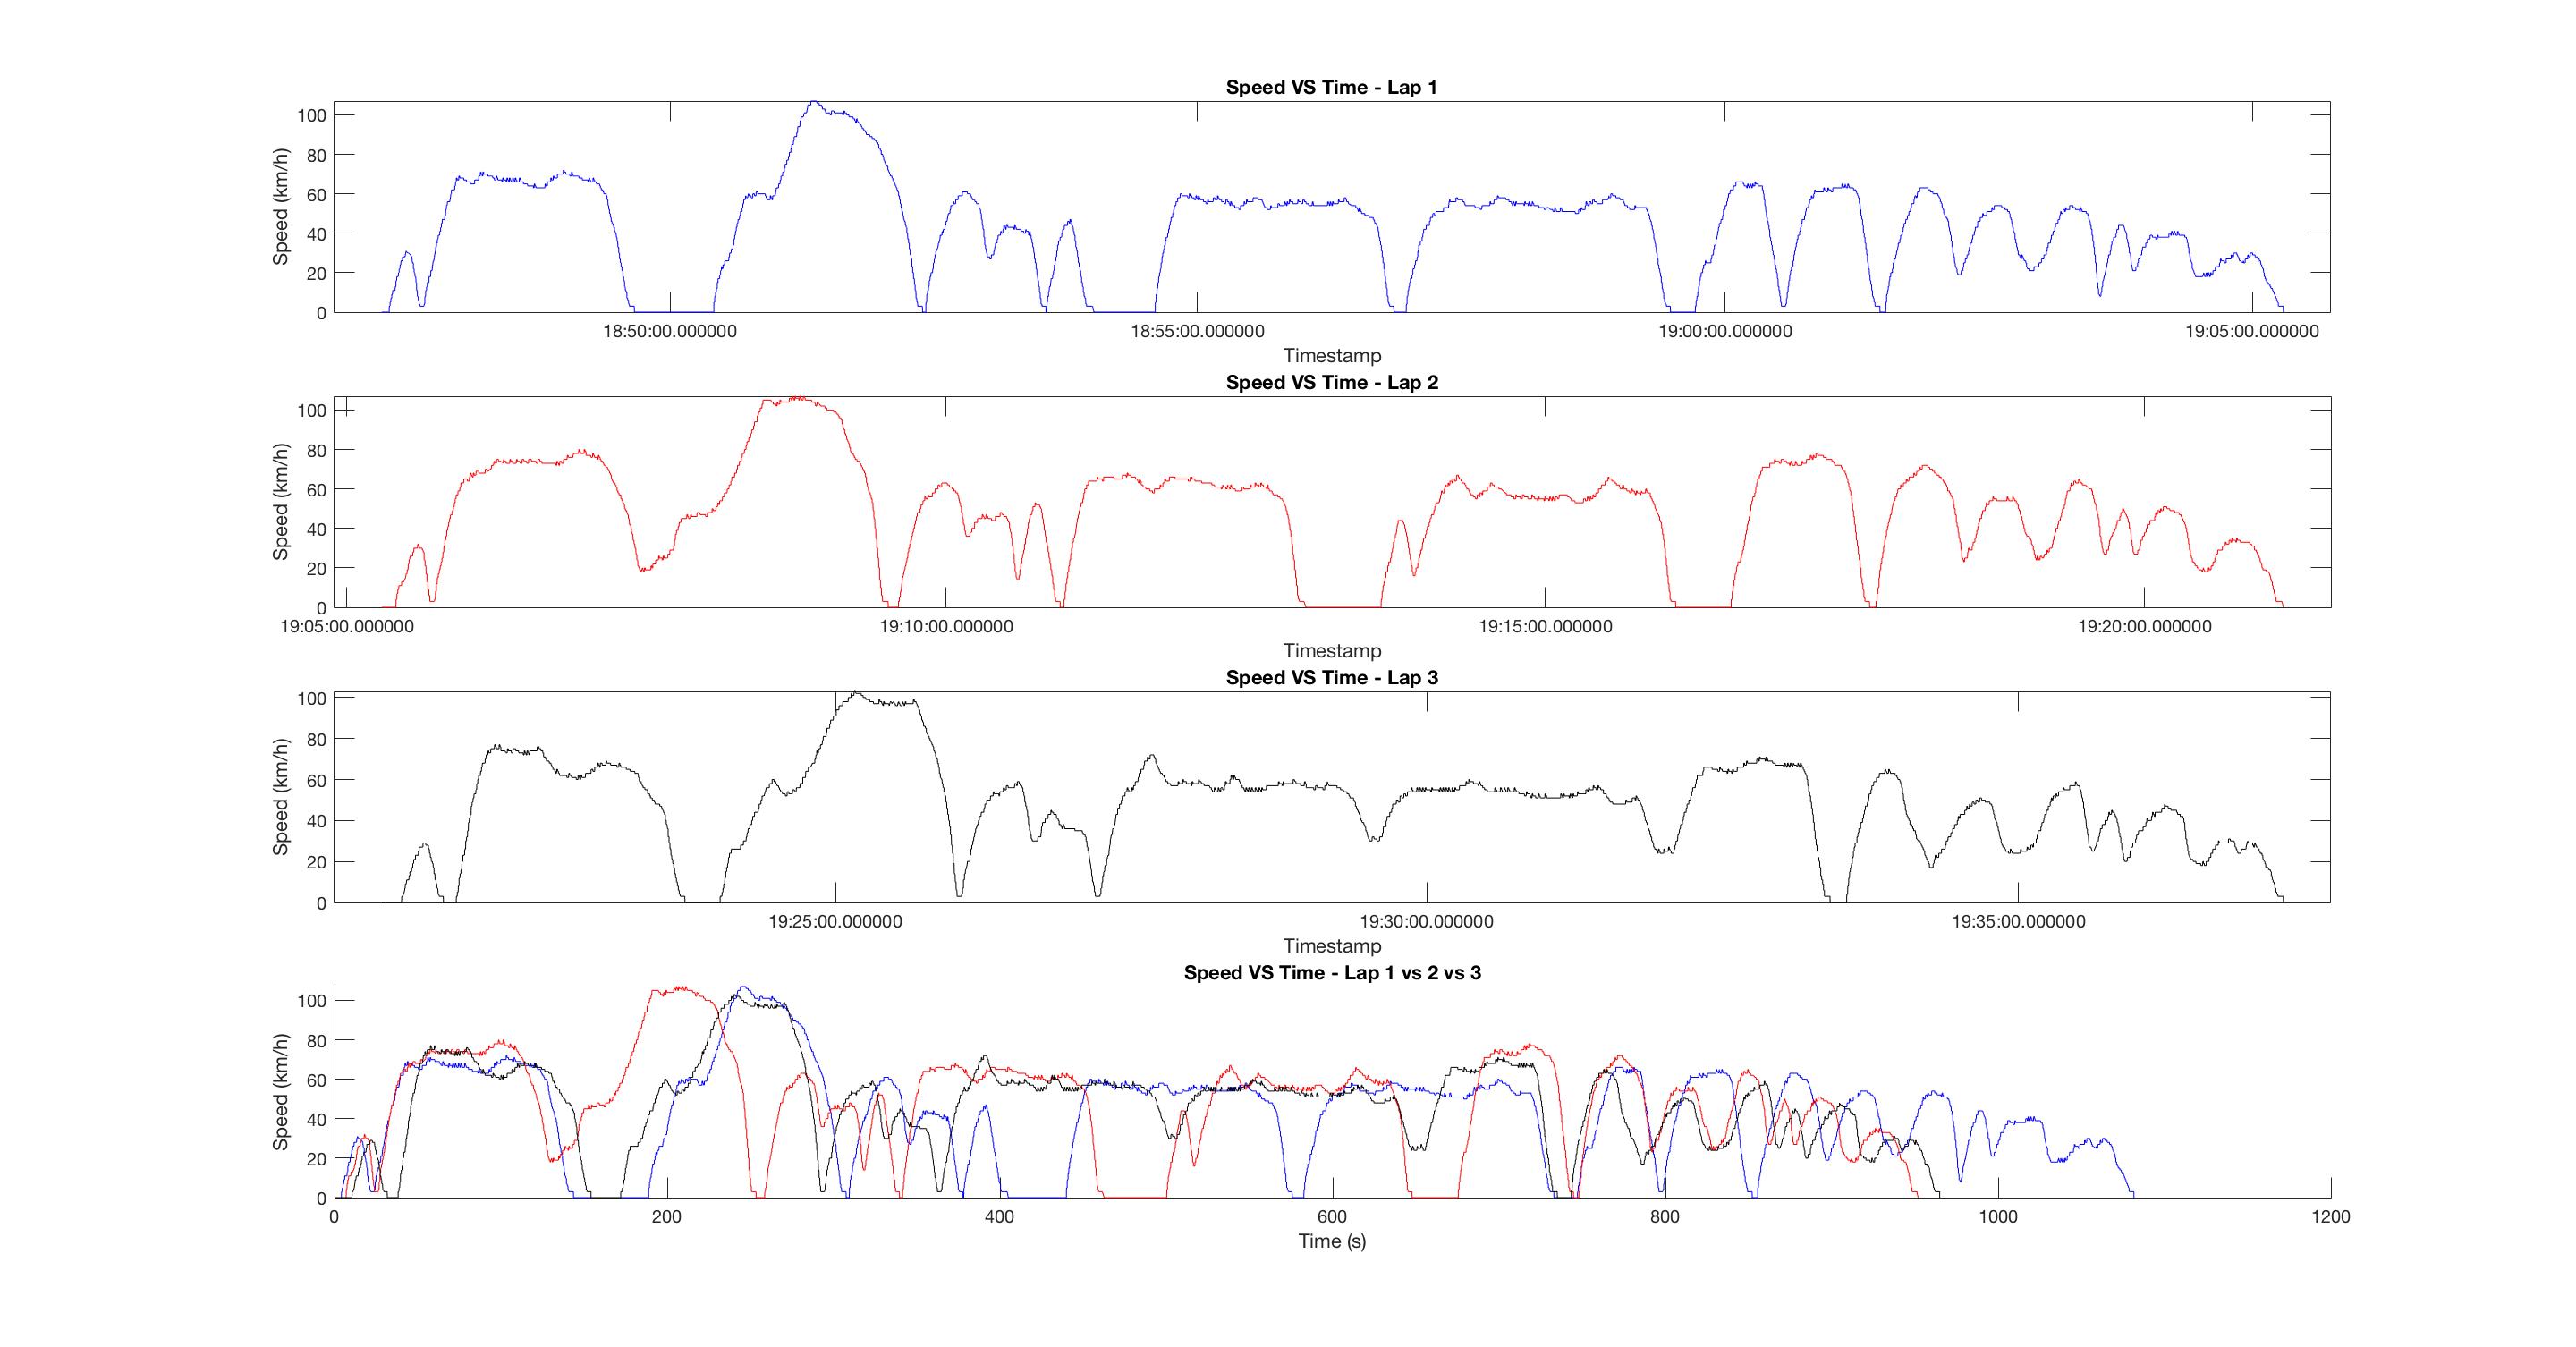 Speed VS Time - Lap 1
Speed (km/h)
100
80
60
40
20
0
18:50:00.000000 18:55:00.000000 19:00:00.000000 19:05:00.000000
Timestamp
Speed VS Time - Lap 2
Speed (km/h)
100
80
60
40
20
0
19:05:00.000000 19:10:00.000000 19:15:00.000000 19:20:00.000000
Timestamp
Speed VS Time - Lap 3
Speed (km/h)
100
80
60
40
20
0
19:25:00.000000 19:30:00.000000 19:35:00.000000
Timestamp
Speed VS Time - Lap 1 vs 2 vs 3
Speed (km/h)
100
80
60
40
20
0
0 200 400 600 800 1000 1200
Time (s)